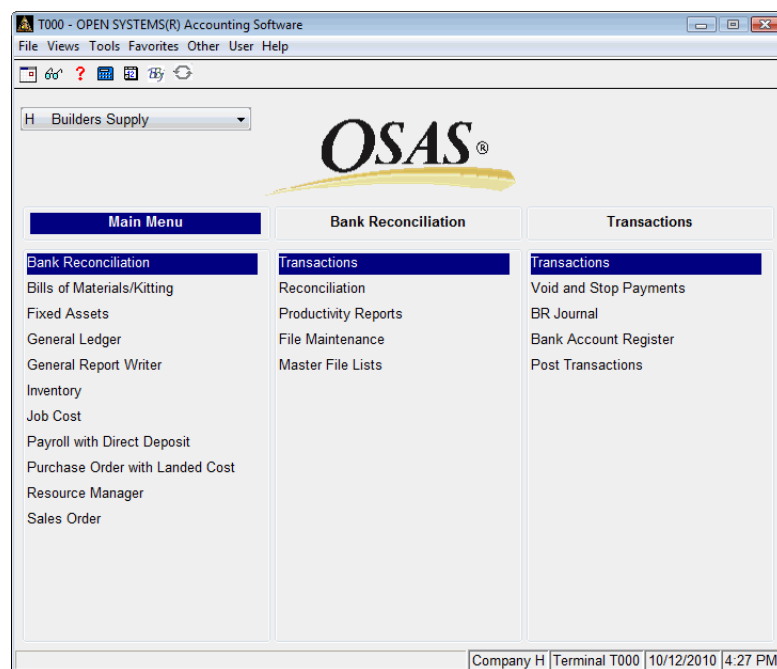 T000 - OPEN SYSTEMS(R) Accounting Software
File Views Tools Favorites Other User Help
H Builders Supply
OSAS®
Main Menu
Bank Reconciliation
Transactions
Bank Reconciliation
Bills of Materials/Kitting
Fixed Assets
General Ledger
General Report Writer
Inventory
Job Cost
Payroll with Direct Deposit
Purchase Order with Landed Cost
Resource Manager
Sales Order
Transactions
Reconciliation
Productivity Reports
File Maintenance
Master File Lists
Transactions
Void and Stop Payments
BR Journal
Bank Account Register
Post Transactions
Company H Terminal T000 10/12/2010 4:27 PM